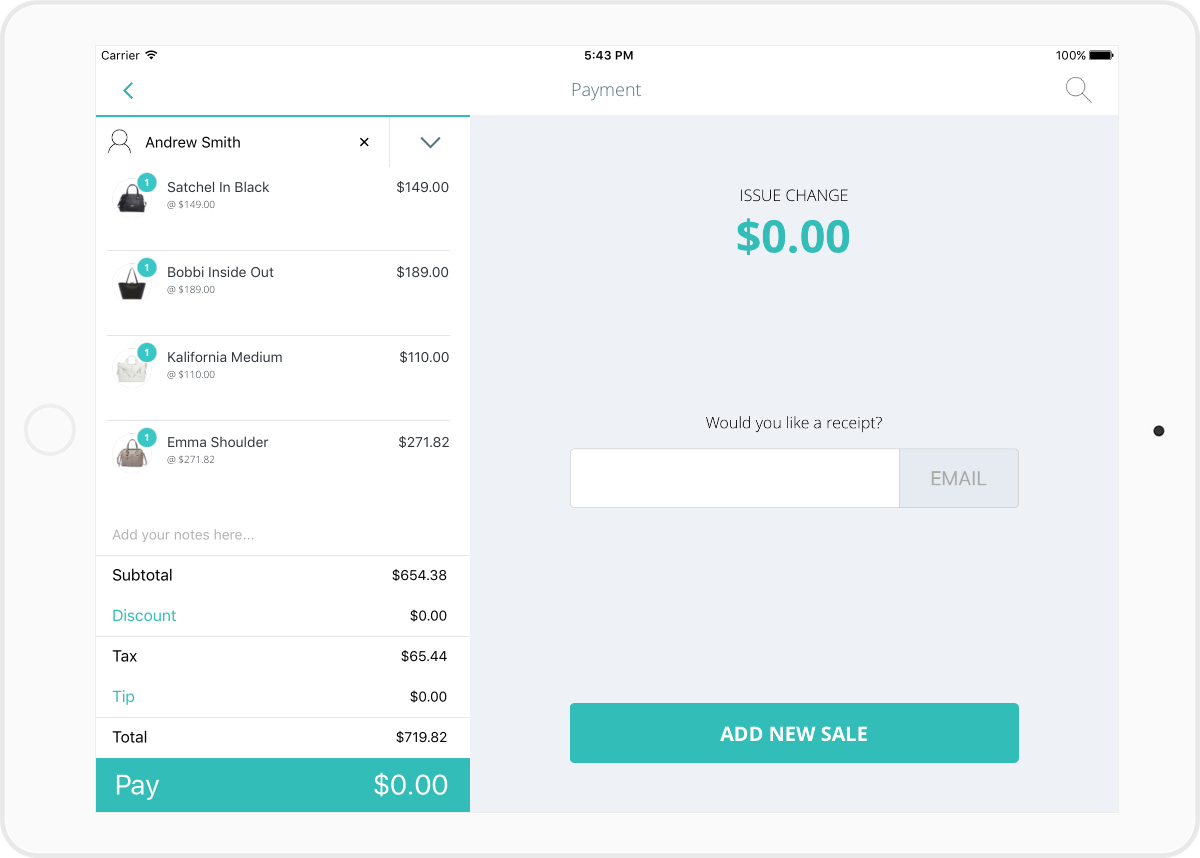 Carrier 5:43 PM 100%
Payment
Andrew Smith ×
1 Satchel In Black $149.00
@ $149.00
1 Bobbi Inside Out $189.00
@ $189.00
1 Kalifornia Medium $110.00
@ $110.00
1 Emma Shoulder $271.82
@ $271.82
Add your notes here...
Subtotal $654.38
Discount $0.00
Tax $65.44
Tip $0.00
Total $719.82
Pay $0.00
ISSUE CHANGE
$0.00
Would you like a receipt?
EMAIL
ADD NEW SALE